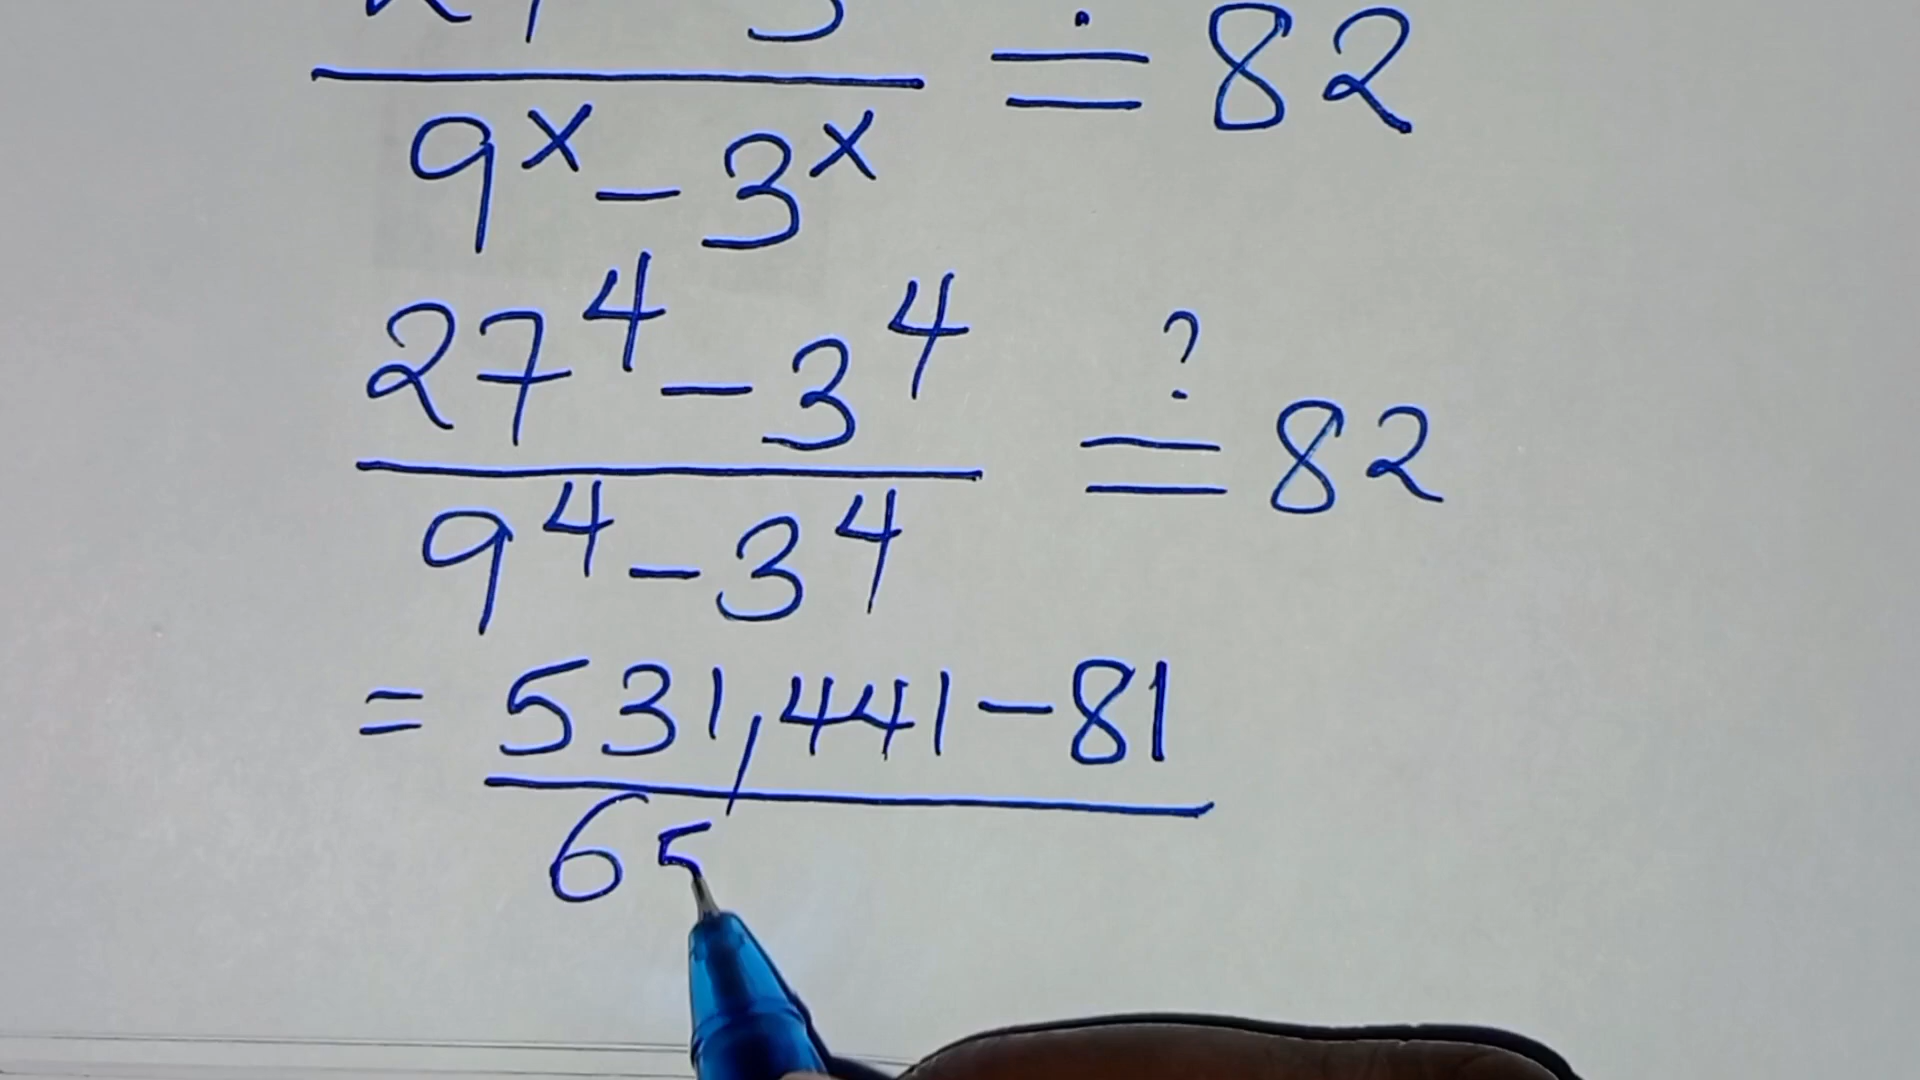 = 82
9^x - 3^x
27^4 - 3^4 ?= 82
9^4 - 3^4
= 531,441 - 81
65